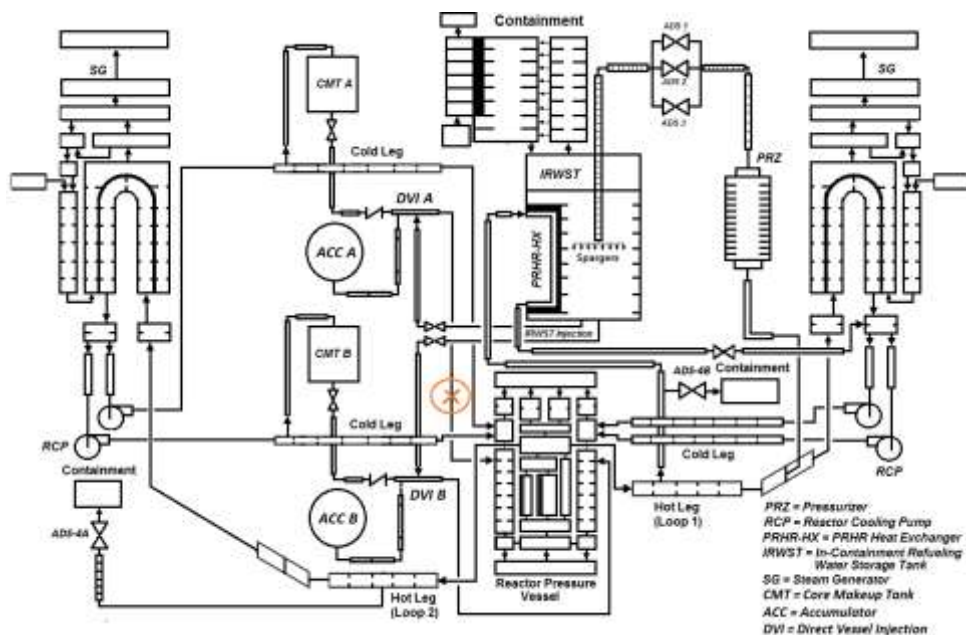 Containment
ADS 1
ADS 2
ADS 3
SG
SG
CMT A
Cold Leg
PRZ
IRWST
DVI A
PRHR-HX
Spargers
ACC A
IRWST Injection
CMT B
Containment
ADS-4B
Cold Leg
RCP
Containment
Cold Leg
RCP
DVI B
Hot Leg
(Loop 1)
ADS-4A
ACC B
Reactor Pressure
Vessel
Hot Leg
(Loop 2)
PRZ = Pressurizer
RCP = Reactor Cooling Pump
PRHR-HX = PRHR Heat Exchanger
IRWST = In-Containment Refueling
Water Storage Tank
SG = Steam Generator
CMT = Core Makeup Tank
ACC = Accumulator
DVI = Direct Vessel Injection